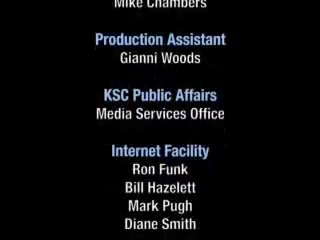 Mike Chambers
Production Assistant
Gianni Woods
KSC Public Affairs
Media Services Office
Internet Facility
Ron Funk
Bill Hazelett
Mark Pugh
Diane Smith